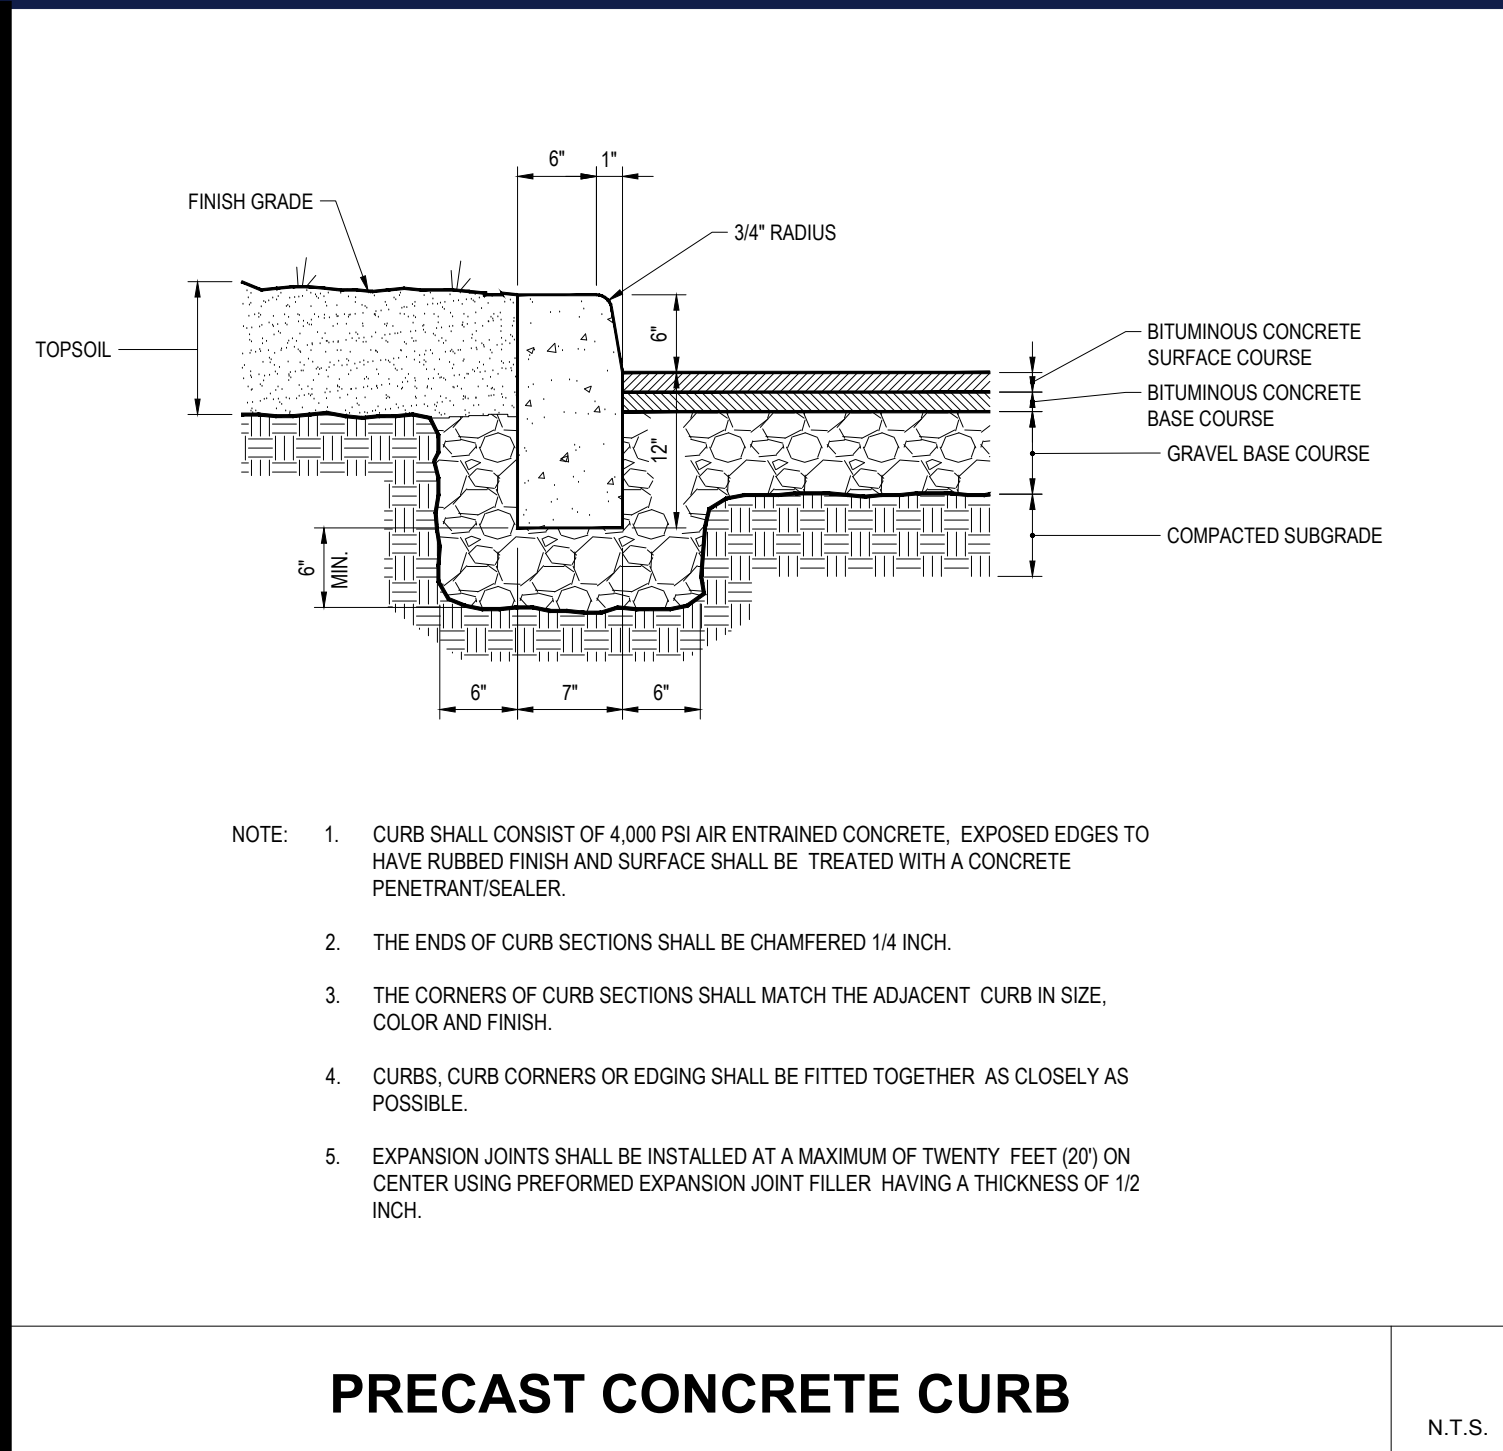 6" 1"
FINISH GRADE
3/4" RADIUS
TOPSOIL
6"
BITUMINOUS CONCRETE
SURFACE COURSE
BITUMINOUS CONCRETE
BASE COURSE
12"
GRAVEL BASE COURSE
COMPACTED SUBGRADE
6"
MIN.
6" 7" 6"
NOTE: 1. CURB SHALL CONSIST OF 4,000 PSI AIR ENTRAINED CONCRETE, EXPOSED EDGES TO
HAVE RUBBED FINISH AND SURFACE SHALL BE TREATED WITH A CONCRETE
PENETRANT/SEALER.
2. THE ENDS OF CURB SECTIONS SHALL BE CHAMFERED 1/4 INCH.
3. THE CORNERS OF CURB SECTIONS SHALL MATCH THE ADJACENT CURB IN SIZE,
COLOR AND FINISH.
4. CURBS, CURB CORNERS OR EDGING SHALL BE FITTED TOGETHER AS CLOSELY AS
POSSIBLE.
5. EXPANSION JOINTS SHALL BE INSTALLED AT A MAXIMUM OF TWENTY FEET (20') ON
CENTER USING PREFORMED EXPANSION JOINT FILLER HAVING A THICKNESS OF 1/2
INCH.
PRECAST CONCRETE CURB
N.T.S.